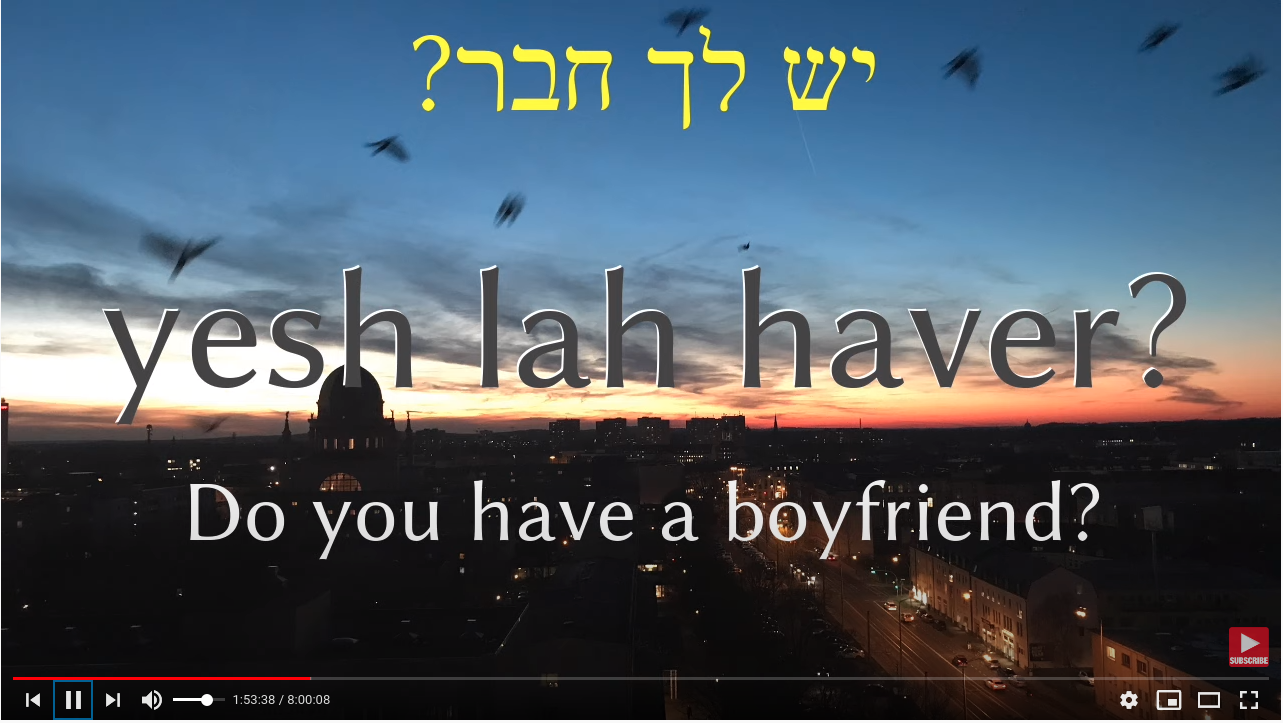 יש לך חבר?
yesh lah haver?
Do you have a boyfriend?
SUBSCRIBE
1:53:38 / 8:00:08